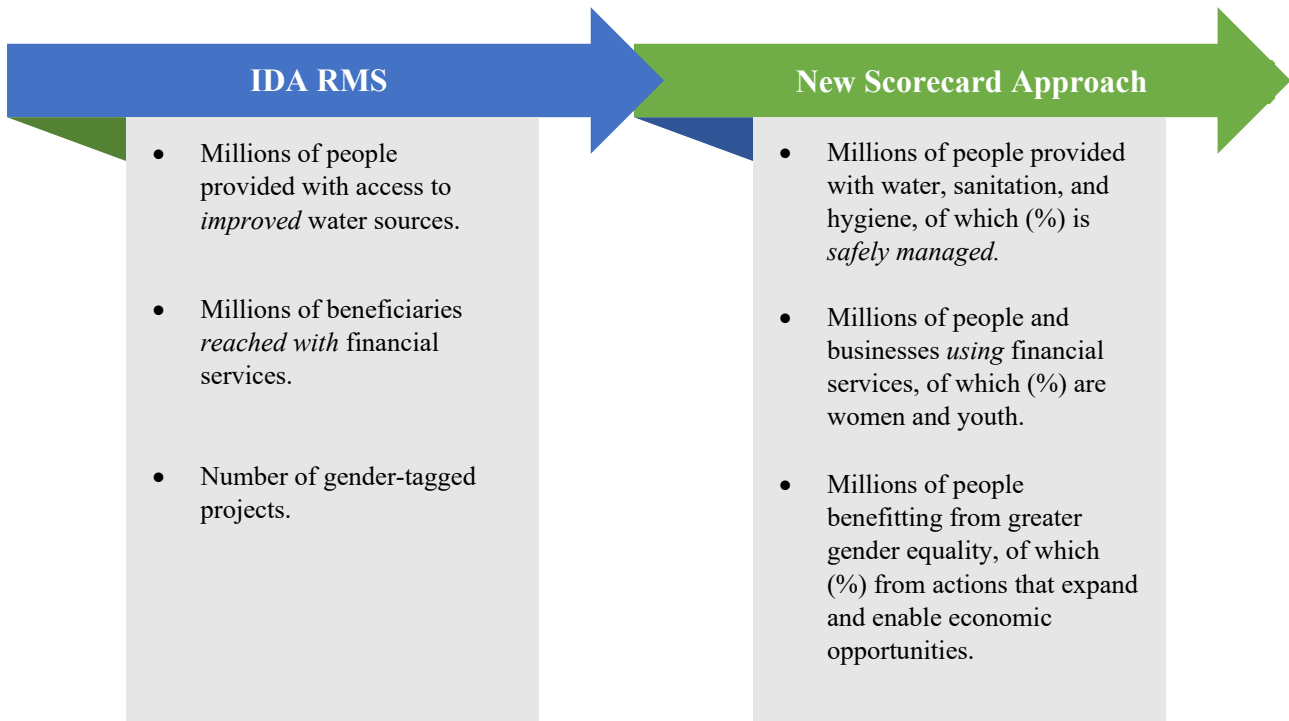 IDA RMS
• Millions of people
provided with access to
improved water sources.
• Millions of beneficiaries
reached with financial
services.
• Number of gender-tagged
projects.
New Scorecard Approach
• Millions of people provided
with water, sanitation, and
hygiene, of which (%) is
safely managed.
• Millions of people and
businesses using financial
services, of which (%) are
women and youth.
• Millions of people
benefitting from greater
gender equality, of which
(%) from actions that expand
and enable economic
opportunities.